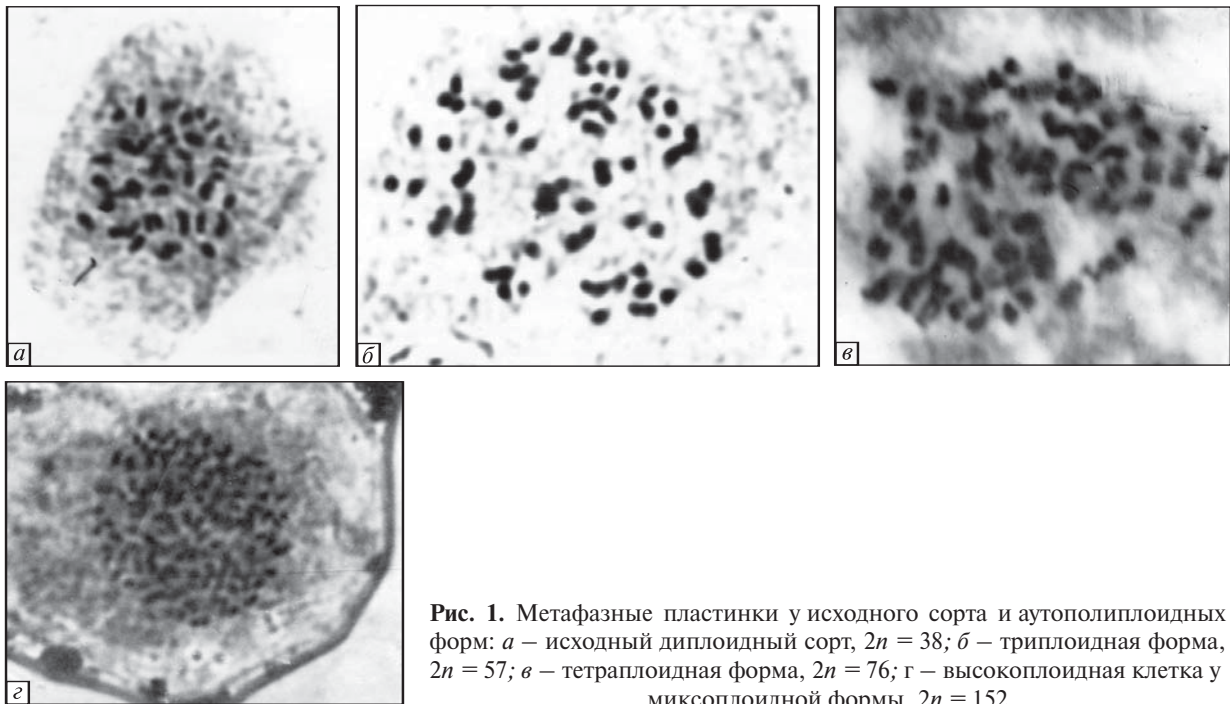 а
б
в
г
Рис. 1. Метафазные пластинки у исходного сорта и аутополиплоидных
форм: а – исходный диплоидный сорт, 2n = 38; б – триплоидная форма,
2n = 57; в – тетраплоидная форма, 2n = 76; г – высокоплоидная клетка у
миксоплоидной формы, 2n = 152